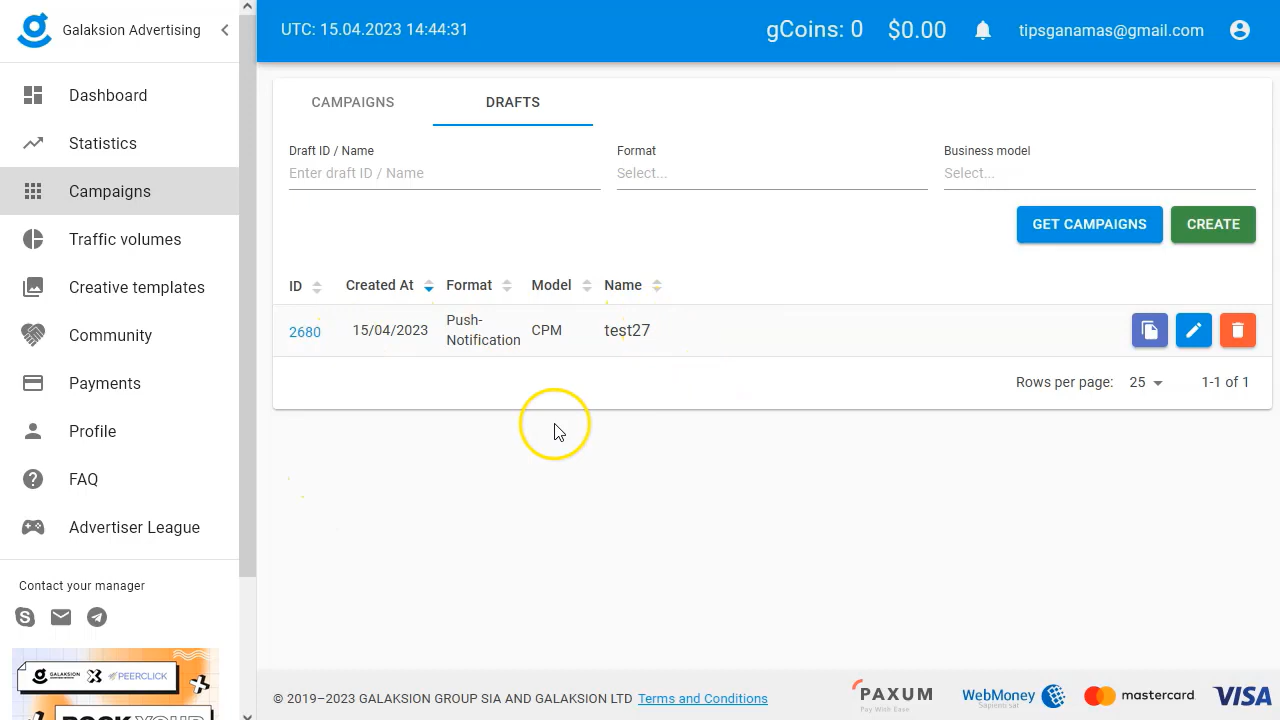 Galaksion Advertising
UTC: 15.04.2023 14:44:31
gCoins: 0
$0.00
tipsganamas@gmail.com
Dashboard
Statistics
Campaigns
Traffic volumes
Creative templates
Community
Payments
Profile
FAQ
Advertiser League
Contact your manager
GALAKSION
PEERCLICK
CAMPAIGNS
DRAFTS
Draft ID / Name
Enter draft ID / Name
Format
Select...
Business model
Select...
GET CAMPAIGNS
CREATE
ID
Created At
Format
Model
Name
2680
15/04/2023
Push-
Notification
CPM
test27
Rows per page:
25
1-1 of 1
© 2019–2023 GALAKSION GROUP SIA AND GALAKSION LTD
Terms and Conditions
PAXUM
Pay With Ease
WebMoney
mastercard
VISA